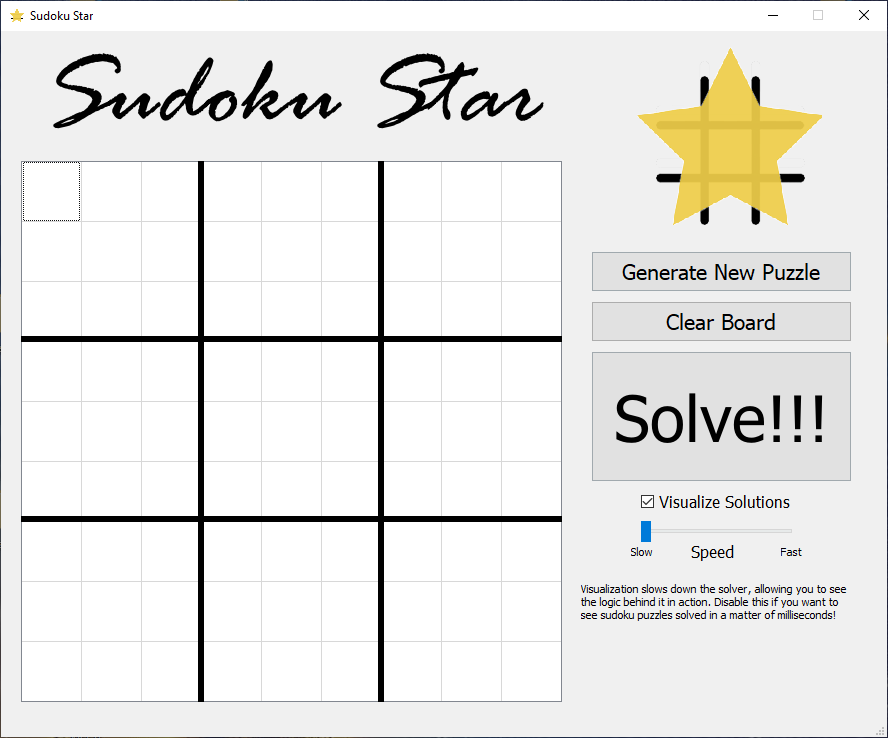 Sudoku Star
Sudoku Star
Generate New Puzzle
Clear Board
Solve!!!
Visualize Solutions
Slow Speed Fast
Visualization slows down the solver, allowing you to see
the logic behind it in action. Disable this if you want to
see sudoku puzzles solved in a matter of milliseconds!